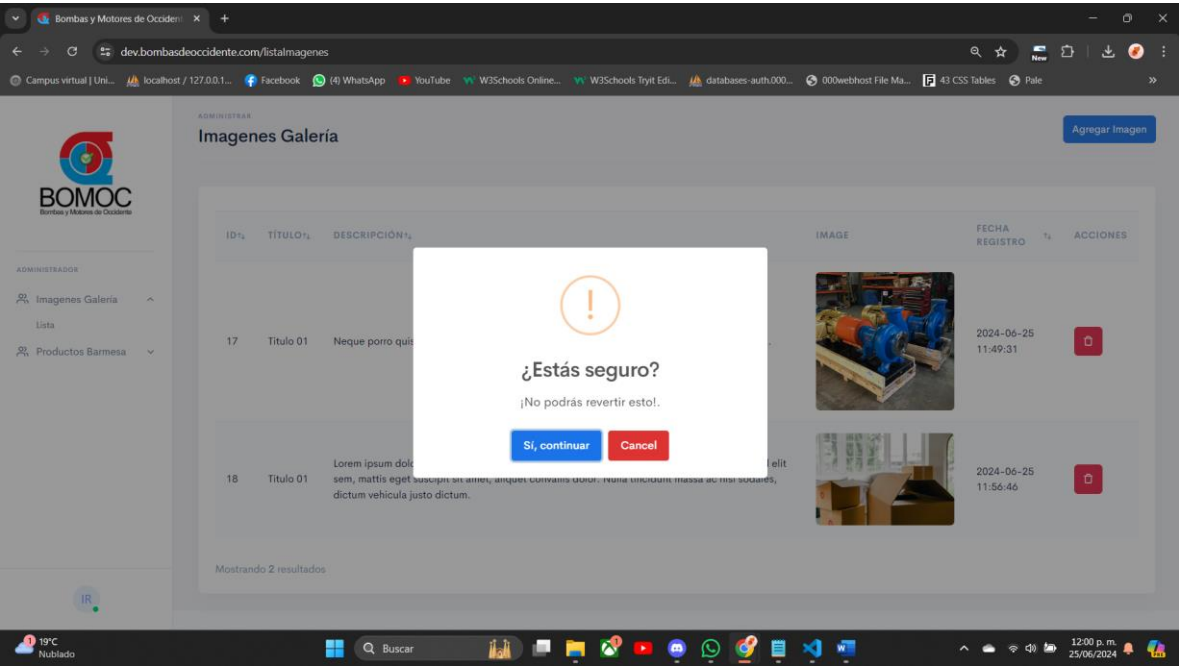 Bombas y Motores de Occiden
dev.bombasdeoccidente.com/listaImagenes
New
Campus virtual | Uni... localhost / 127.0.0.1... Facebook (4) WhatsApp YouTube W3Schools Online... W3Schools Tryit Edi... databases-auth.000... 000webhost File Ma... 43 CSS Tables Pale
ADMINISTRAR
Imagenes Galería
Agregar Imagen
BOMOC
Bombas y Motores de Occidente
ADMINISTRADOR
Imagenes Galería
Lista
Productos Barmesa
ID TÍTULO DESCRIPCIÓN IMAGE FECHA REGISTRO ACCIONES
17 Titulo 01 Neque porro quis
2024-06-25
11:49:31
¿Estás seguro?
¡No podrás revertir esto!.
Sí, continuar Cancel
18 Titulo 01
Lorem ipsum dolo elit
sem, mattis eget suscipit sit amet, aliquet convallis dolor. Nulla tincidunt massa ac nisi sodales,
dictum vehicula justo dictum.
2024-06-25
11:56:46
Mostrando 2 resultados
IR
1
19°C
Nublado
Buscar
12:00 p. m.
25/06/2024